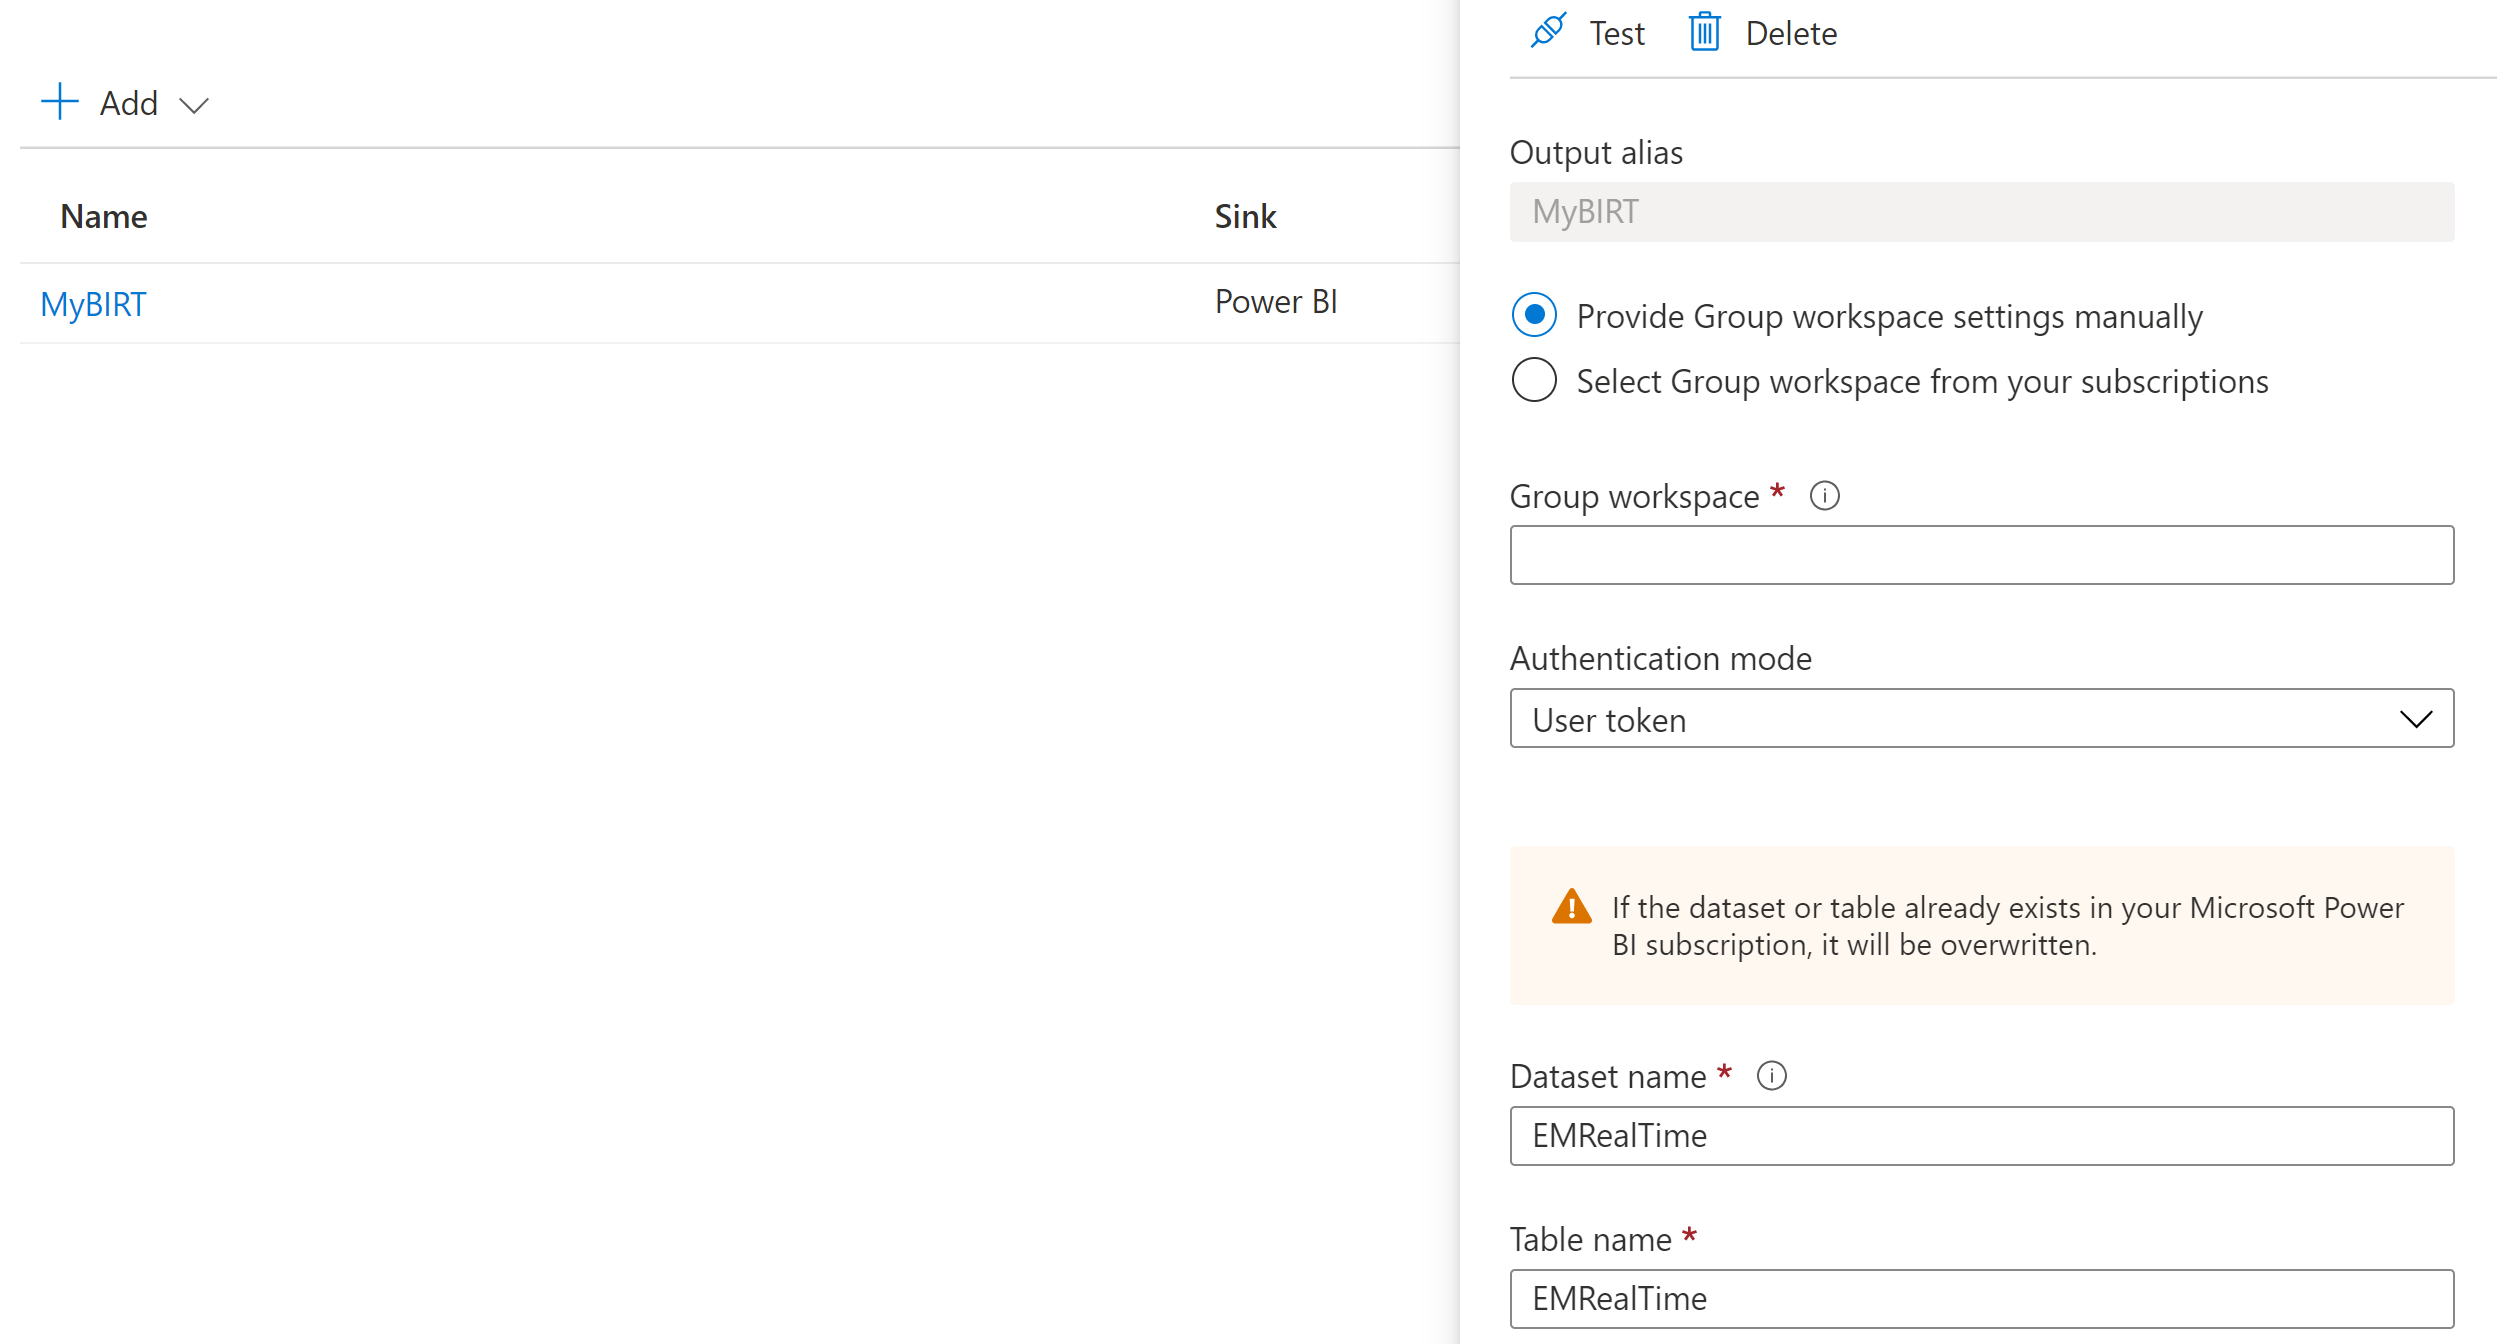 Add
Name
Sink
MyBIRT
Power BI
Test
Delete
Output alias
MyBIRT
Provide Group workspace settings manually
Select Group workspace from your subscriptions
Group workspace *
Authentication mode
User token
If the dataset or table already exists in your Microsoft Power
BI subscription, it will be overwritten.
Dataset name *
EMRealTime
Table name *
EMRealTime